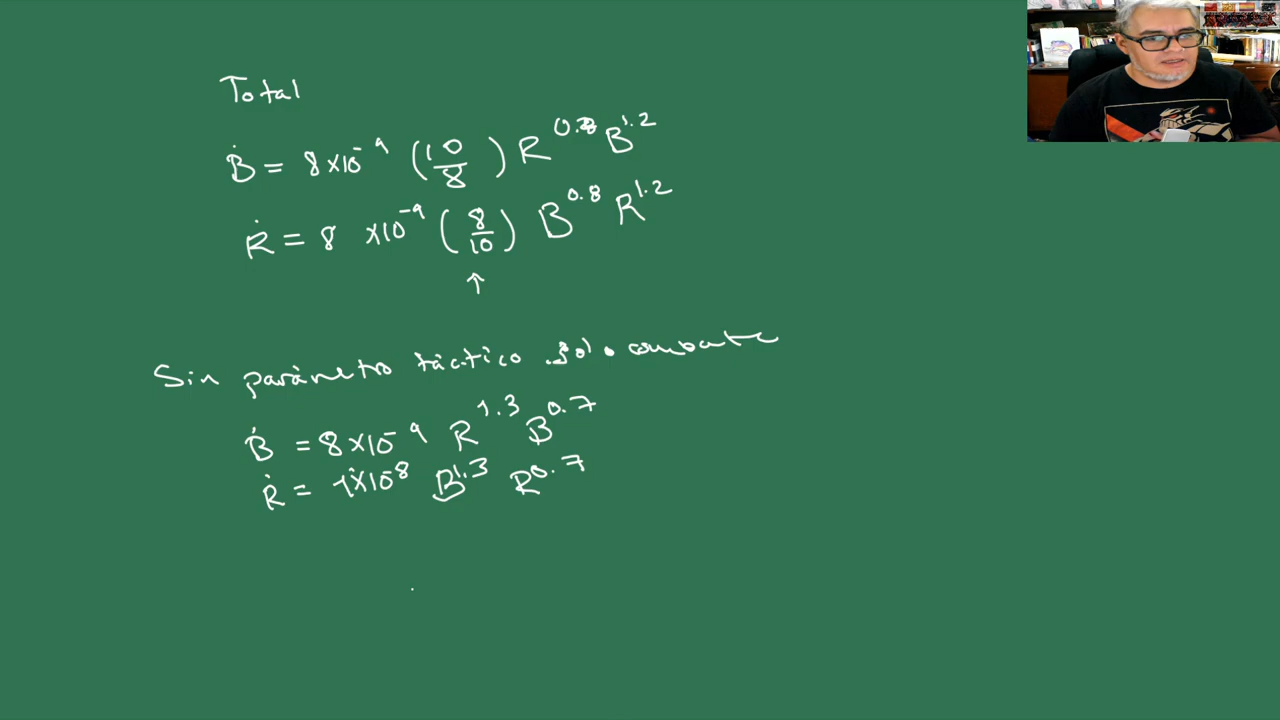 Total
Ḃ = 8×10⁻⁹ (10/8) R^0.8 B^1.2
Ṙ = 8 ×10⁻⁹ (8/10) B^0.8 R^1.2
↑
Sin parámetro táctico .sólo combate
Ḃ = 8×10⁻⁹ R^1.3 B^0.7
Ṙ = 1×10⁻⁸ B^1.3 R^0.7